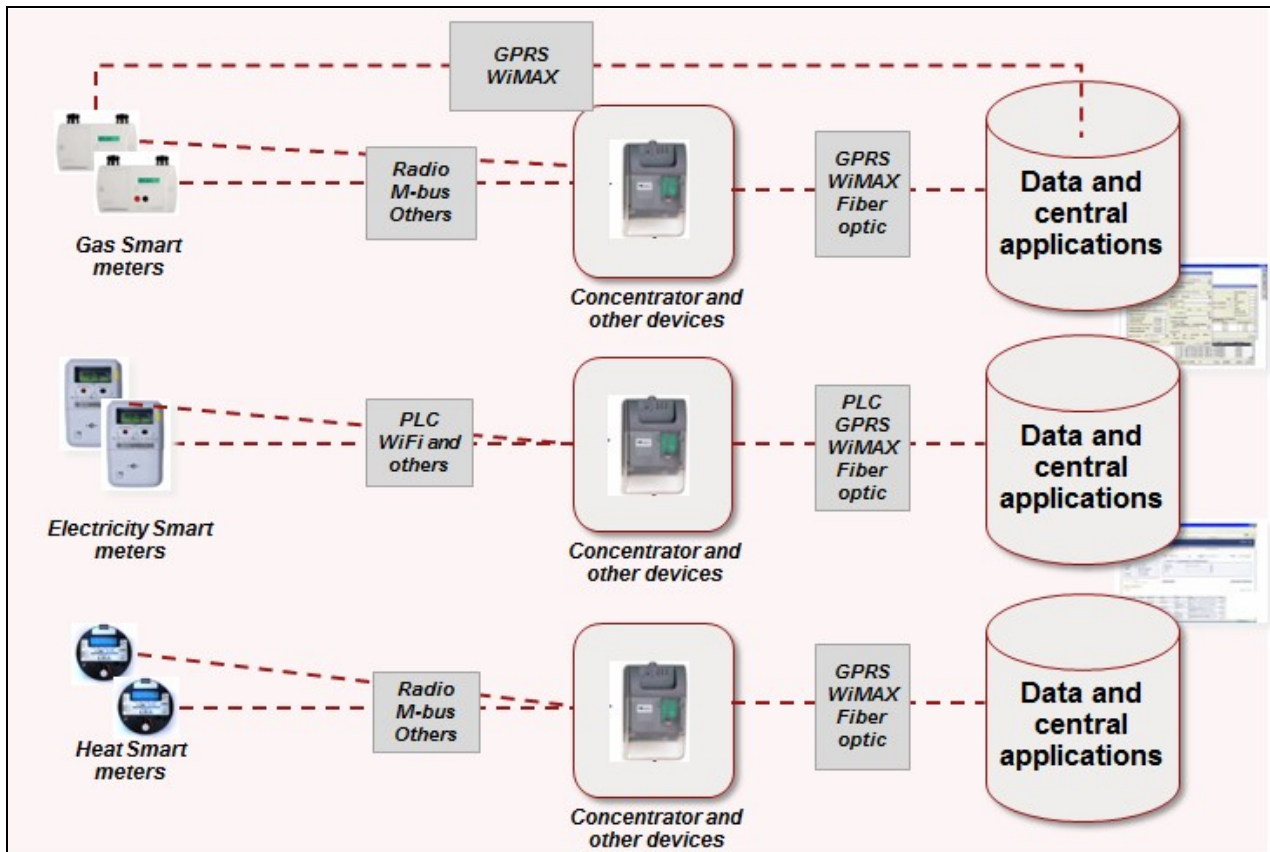 GPRS
WiMAX
Radio
M-bus
Others
GPRS
WiMAX
Fiber
optic
Data and
central
applications
Gas Smart
meters
Concentrator and
other devices
PLC
WiFi and
others
PLC
GPRS
WiMAX
Fiber
optic
Data and
central
applications
Electricity Smart
meters
Concentrator and
other devices
Radio
M-bus
Others
GPRS
WiMAX
Fiber
optic
Data and
central
applications
Heat Smart
meters
Concentrator and
other devices